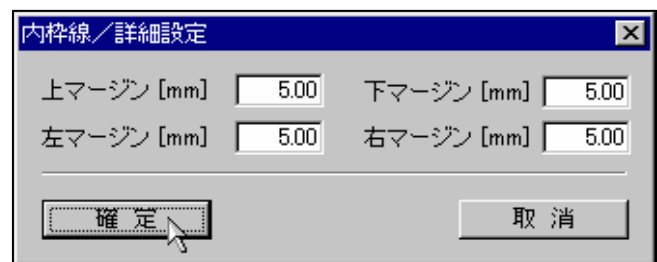 内枠線／詳細設定
上マージン [mm] 5.00 下マージン [mm] 5.00
左マージン [mm] 5.00 右マージン [mm] 5.00
確 定 取 消